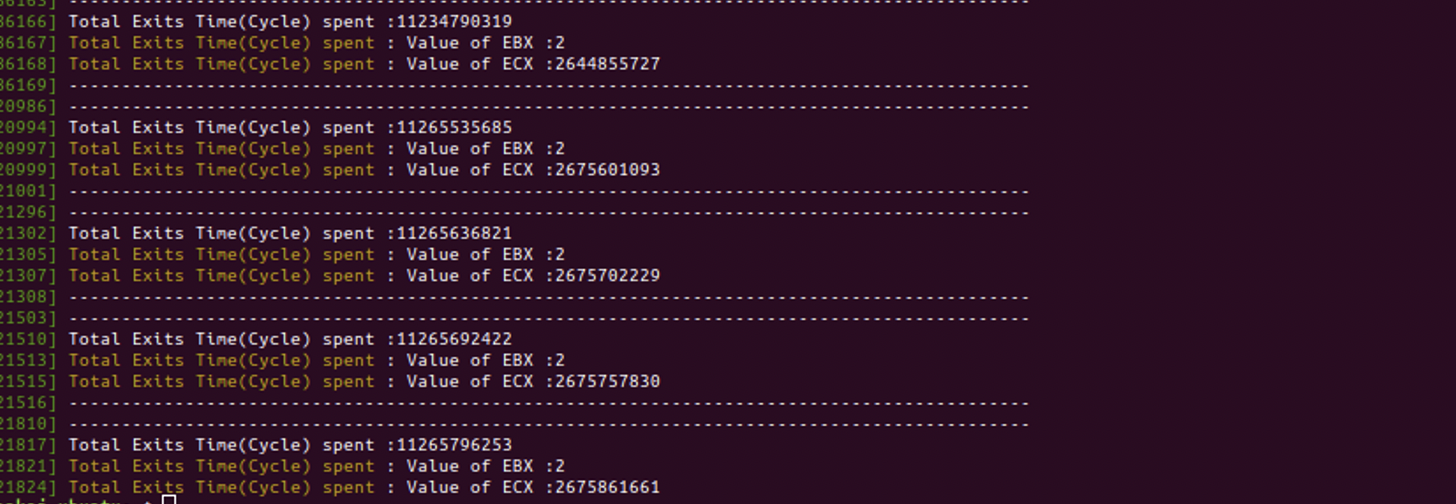 36166] Total Exits Time(Cycle) spent :11234790319
36167] Total Exits Time(Cycle) spent : Value of EBX :2
36168] Total Exits Time(Cycle) spent : Value of ECX :2644855727
36169] -------------------------------------------------------------------------------------------
20986] -------------------------------------------------------------------------------------------
20994] Total Exits Time(Cycle) spent :11265535685
20997] Total Exits Time(Cycle) spent : Value of EBX :2
20999] Total Exits Time(Cycle) spent : Value of ECX :2675601093
21001] -------------------------------------------------------------------------------------------
21296] -------------------------------------------------------------------------------------------
21302] Total Exits Time(Cycle) spent :11265636821
21305] Total Exits Time(Cycle) spent : Value of EBX :2
21307] Total Exits Time(Cycle) spent : Value of ECX :2675702229
21308] -------------------------------------------------------------------------------------------
21503] -------------------------------------------------------------------------------------------
21510] Total Exits Time(Cycle) spent :11265692422
21513] Total Exits Time(Cycle) spent : Value of EBX :2
21515] Total Exits Time(Cycle) spent : Value of ECX :2675757830
21516] -------------------------------------------------------------------------------------------
21810] -------------------------------------------------------------------------------------------
21817] Total Exits Time(Cycle) spent :11265796253
21821] Total Exits Time(Cycle) spent : Value of EBX :2
21824] Total Exits Time(Cycle) spent : Value of ECX :2675861661